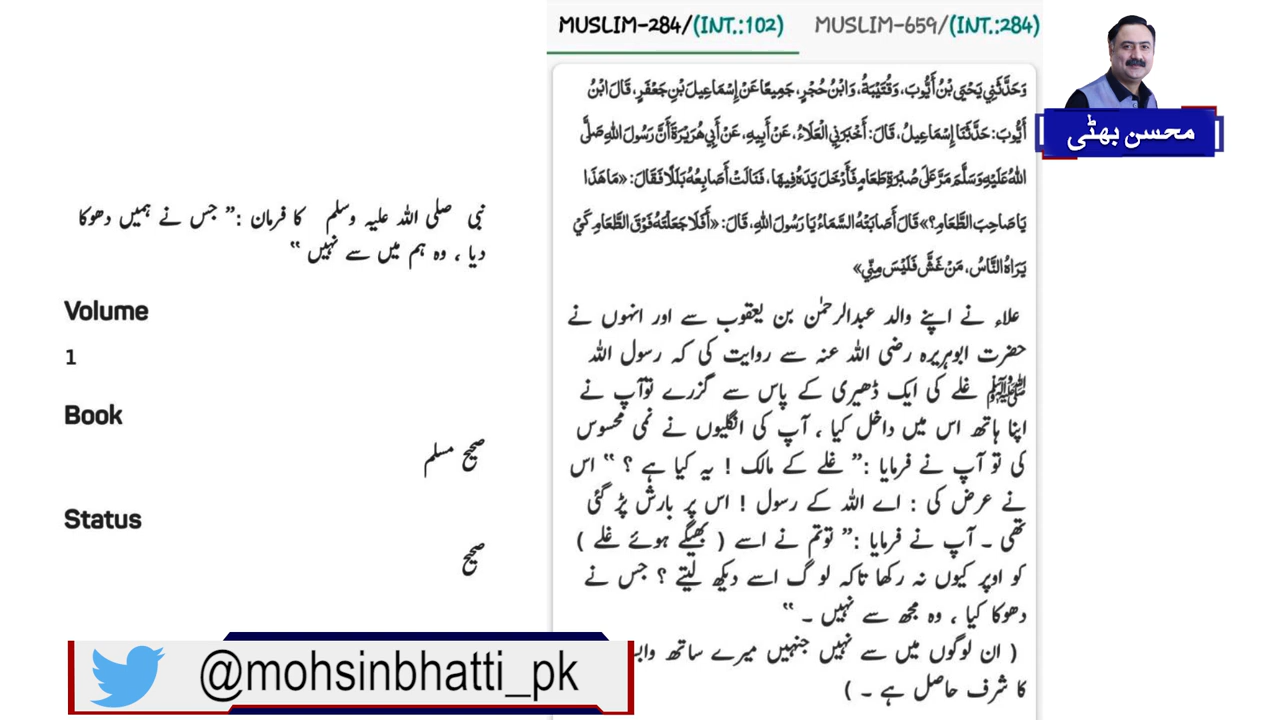 MUSLIM-284/(INT.:102) MUSLIM-659/(INT.:284)
محسن بھٹی
وَحَدَّثَنِي يَحْيَى بْنُ أَيُّوبَ، وَقُتَيْبَةُ، وَابْنُ حُجْرٍ، جَمِيعًا عَنْ إِسْمَاعِيلَ بْنِ جَعْفَرٍ، قَالَ ابْنُ
أَيُّوبَ: حَدَّثَنَا إِسْمَاعِيلُ، قَالَ: أَخْبَرَنِي الْعَلَاءُ، عَنْ أَبِيهِ، عَنْ أَبِي هُرَيْرَةَ أَنَّ رَسُولَ اللهِ صَلَّى
اللهُ عَلَيْهِ وَسَلَّمَ مَرَّ عَلَى صُبْرَةِ طَعَامٍ فَأَدْخَلَ يَدَهُ فِيهَا، فَنَالَتْ أَصَابِعُهُ بَلَلًا فَقَالَ: «مَا هَذَا
يَا صَاحِبَ الطَّعَامِ؟» قَالَ أَصَابَتْهُ السَّمَاءُ يَا رَسُولَ اللهِ، قَالَ: «أَفَلَا جَعَلْتَهُ فَوْقَ الطَّعَامِ كَيْ
يَرَاهُ النَّاسُ، مَنْ غَشَّ فَلَيْسَ مِنِّي»
علاء نے اپنے والد عبدالرحمٰن بن یعقوب سے اور انہوں نے
حضرت ابوہریرہ رضی اللہ عنہ سے روایت کی کہ رسول اللہ
ﷺ غلے کی ایک ڈھیری کے پاس سے گزرے توآپ نے
اپنا ہاتھ اس میں داخل کیا ، آپ کی انگلیوں نے نمی محسوس
کی تو آپ نے فرمایا :’’ غلے کے مالک ! یہ کیا ہے ؟ ‘‘ اس
نے عرض کی : اے اللہ کے رسول ! اس پر بارش پڑ گئی
تھی ۔ آپ نے فرمایا :’’ توتم نے اسے ( بھیگے ہوئے غلے )
کو اوپر کیوں نہ رکھا تاکہ لو گ اسے دیکھ لیتے ؟ جس نے
دھوکا کیا ، وہ مجھ سے نہیں ۔ ‘‘
( ان لوگوں میں سے نہیں جنہیں میرے ساتھ
کا شرف حاصل ہے ۔ )
نبی صلی اللہ علیہ وسلم کا فرمان :’’ جس نے ہمیں دھوکا
دیا ، وہ ہم میں سے نہیں ‘‘
Volume
1
Book
صحیح مسلم
Status
صحیح
@mohsinbhatti_pk